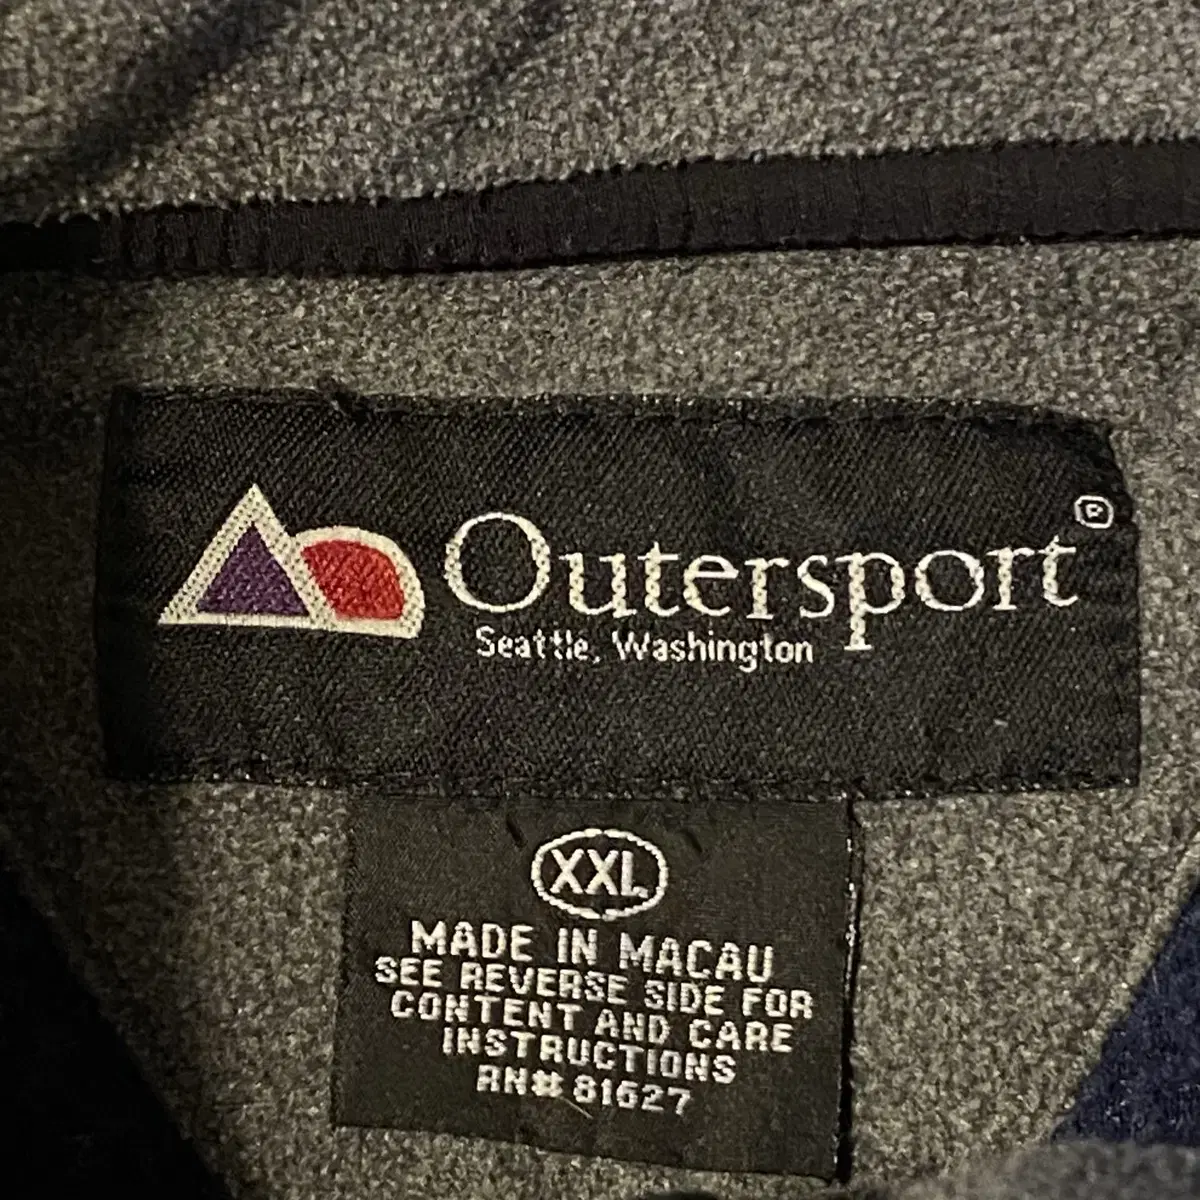 Outersport®
Seattle, Washington
XXL
MADE IN MACAU
SEE REVERSE SIDE FOR
CONTENT AND CARE
INSTRUCTIONS
RN# 81627